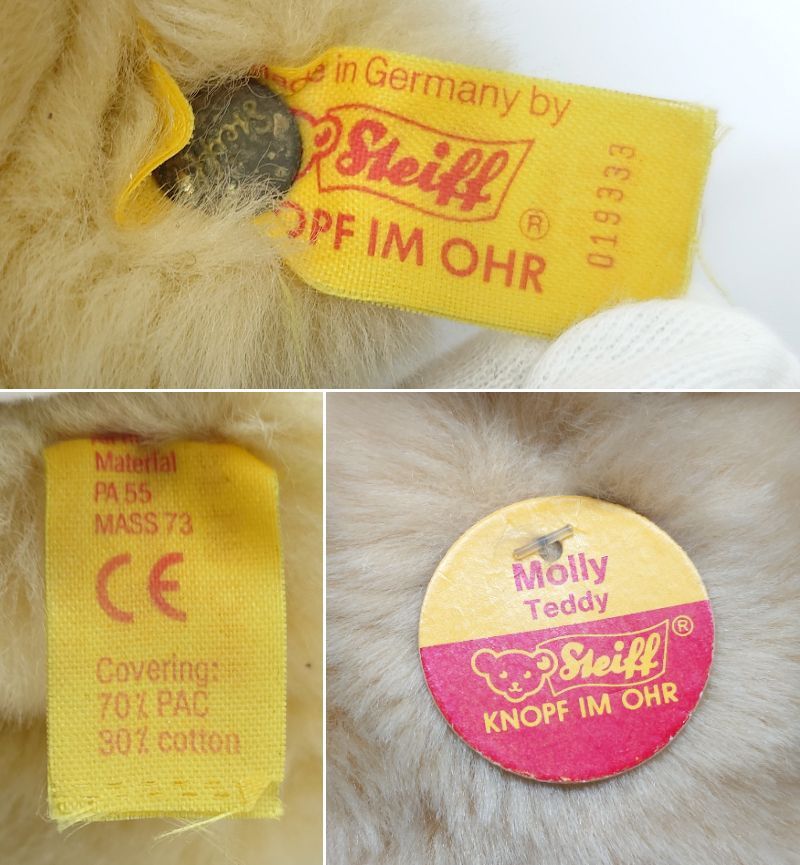 Made in Germany by
Steiff ®
KNOPF IM OHR
019333
Steiff
Material
PA 55
MASS 73
CE
Covering:
70% PAC
30% cotton
Molly
Teddy
Steiff ®
KNOPF IM OHR